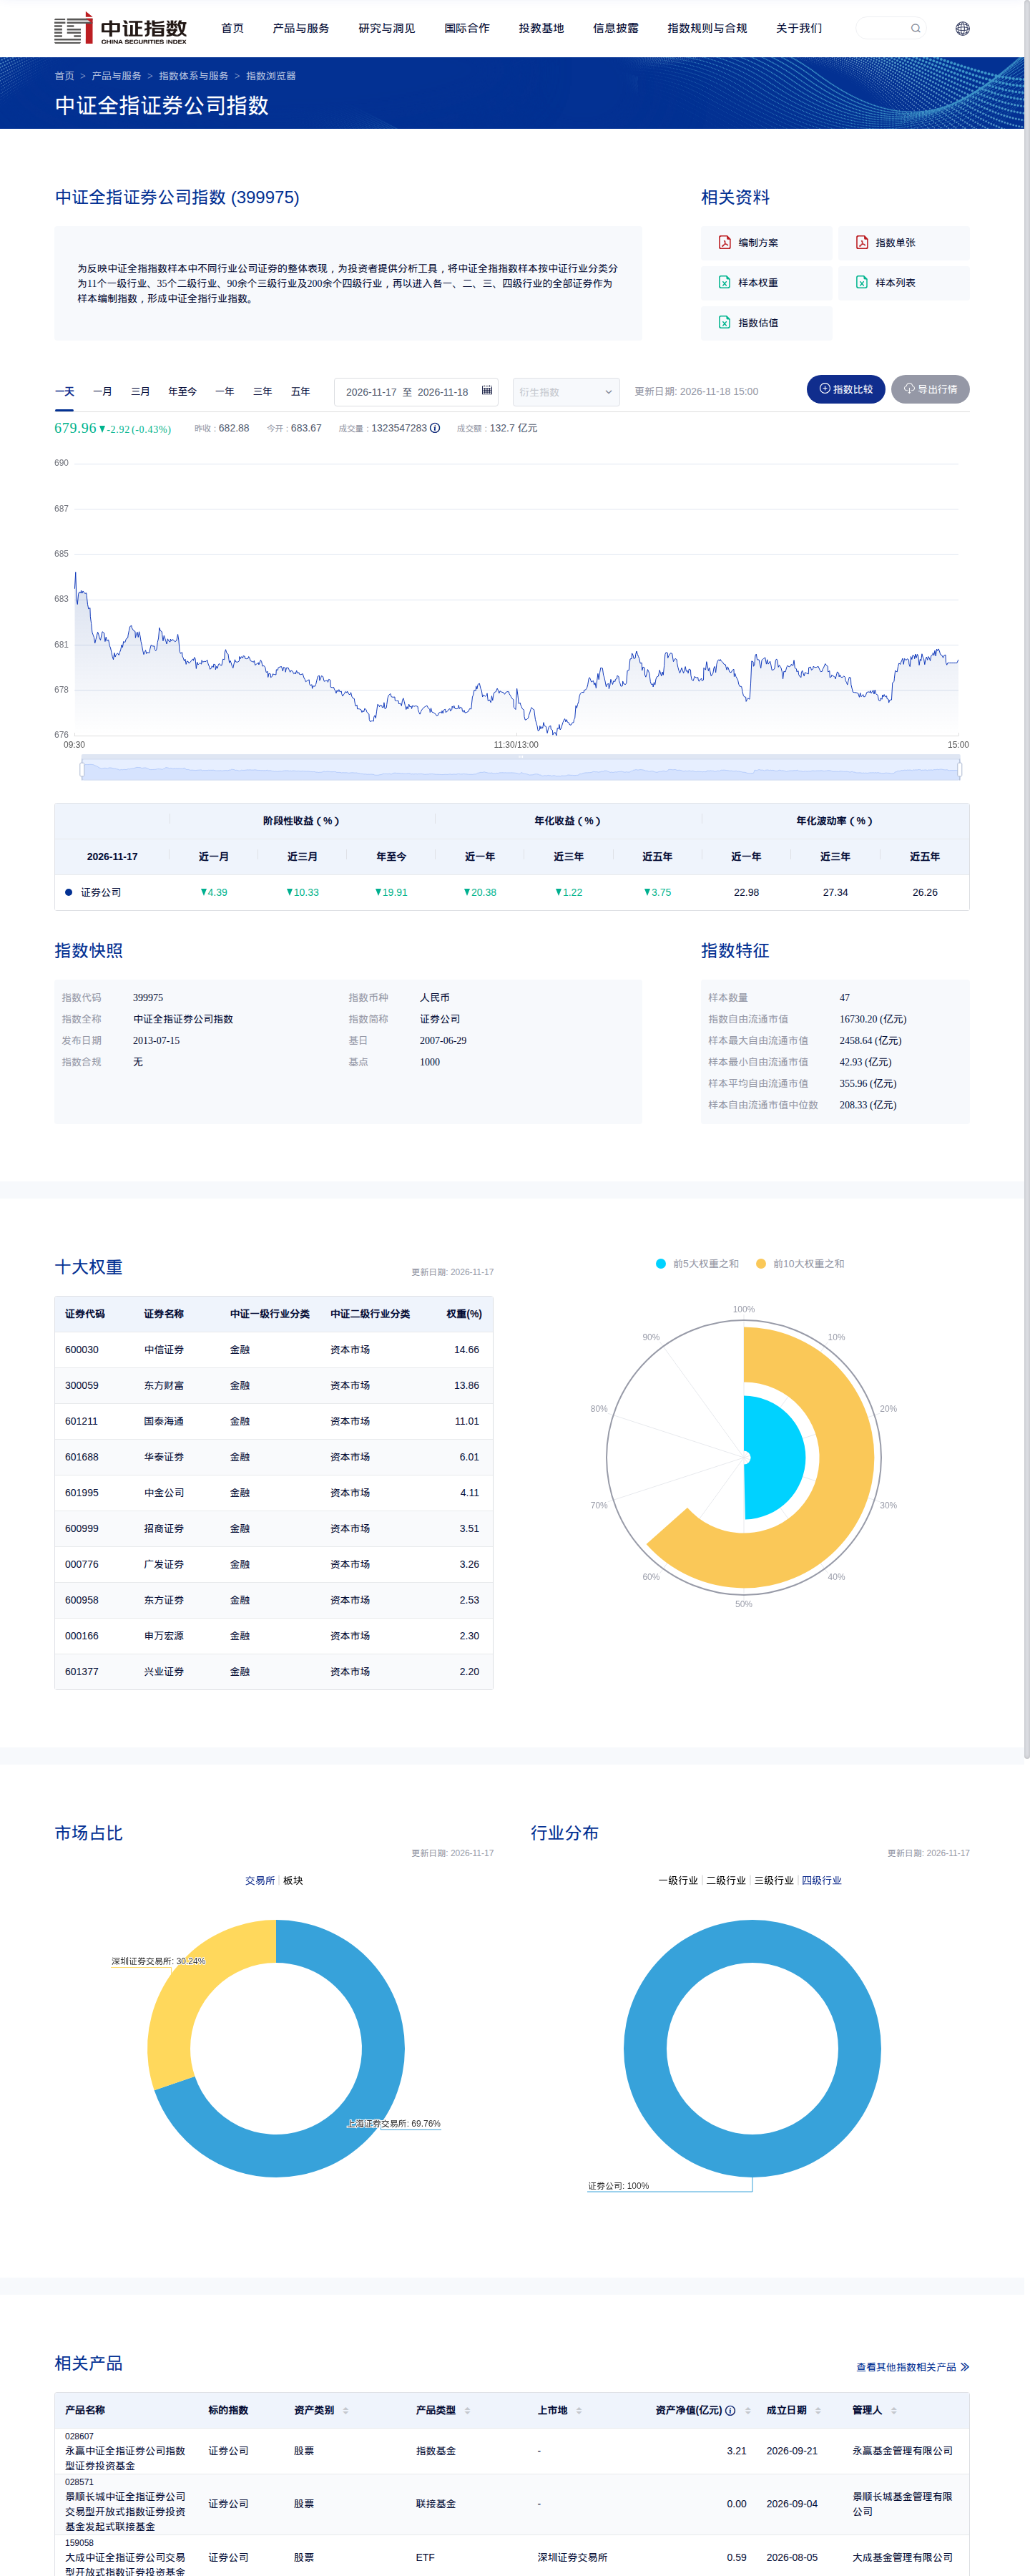 中证指数
CHINA SECURITIES INDEX
首页 产品与服务 研究与洞见 国际合作 投教基地 信息披露 指数规则与合规 关于我们
首页 > 产品与服务 > 指数体系与服务 > 指数浏览器
中证全指证券公司指数
中证全指证券公司指数 (399975)
为反映中证全指指数样本中不同行业公司证券的整体表现，为投资者提供分析工具，将中证全指指数样本按中证行业分类分
为11个一级行业、35个二级行业、90余个三级行业及200余个四级行业，再以进入各一、二、三、四级行业的全部证券作为
样本编制指数，形成中证全指行业指数。
相关资料
编制方案 指数单张
样本权重 样本列表
指数估值
一天 一月 三月 年至今 一年 三年 五年 2026-11-17 至 2026-11-18 衍生指数 更新日期: 2026-11-18 15:00 指数比较 导出行情
679.96 ▼-2.92 (-0.43%) 昨收 : 682.88 今开 : 683.67 成交量 : 1323547283 成交额 : 132.7 亿元
690
687
685
683
681
678
676
09:30 11:30/13:00 15:00
阶段性收益 ( % ) 年化收益 ( % ) 年化波动率 ( % )
2026-11-17 近一月 近三月 年至今 近一年 近三年 近五年 近一年 近三年 近五年
证券公司 ▼4.39 ▼10.33 ▼19.91 ▼20.38 ▼1.22 ▼3.75 22.98 27.34 26.26
指数快照
指数代码 399975 指数币种 人民币
指数全称 中证全指证券公司指数 指数简称 证券公司
发布日期 2013-07-15 基日 2007-06-29
指数合规 无 基点 1000
指数特征
样本数量 47
指数自由流通市值 16730.20 (亿元)
样本最大自由流通市值 2458.64 (亿元)
样本最小自由流通市值 42.93 (亿元)
样本平均自由流通市值 355.96 (亿元)
样本自由流通市值中位数 208.33 (亿元)
十大权重
更新日期: 2026-11-17
证券代码 证券名称 中证一级行业分类 中证二级行业分类 权重(%)
600030 中信证券 金融 资本市场 14.66
300059 东方财富 金融 资本市场 13.86
601211 国泰海通 金融 资本市场 11.01
601688 华泰证券 金融 资本市场 6.01
601995 中金公司 金融 资本市场 4.11
600999 招商证券 金融 资本市场 3.51
000776 广发证券 金融 资本市场 3.26
600958 东方证券 金融 资本市场 2.53
000166 申万宏源 金融 资本市场 2.30
601377 兴业证券 金融 资本市场 2.20
前5大权重之和 前10大权重之和
100%
90% 10%
80% 20%
70% 30%
60% 40%
50%
市场占比
更新日期: 2026-11-17
交易所 板块
深圳证券交易所: 30.24%
上海证券交易所: 69.76%
行业分布
更新日期: 2026-11-17
一级行业 二级行业 三级行业 四级行业
证券公司: 100%
相关产品
查看其他指数相关产品
产品名称 标的指数 资产类别 产品类型 上市地 资产净值(亿元) 成立日期 管理人
028607
永赢中证全指证券公司指数
型证券投资基金
证券公司 股票 指数基金 - 3.21 2026-09-21 永赢基金管理有限公司
028571
景顺长城中证全指证券公司
交易型开放式指数证券投资
基金发起式联接基金
证券公司 股票 联接基金 - 0.00 2026-09-04 景顺长城基金管理有限
公司
159058
大成中证全指证券公司交易
型开放式指数证券投资基金
证券公司 股票 ETF 深圳证券交易所 0.59 2026-08-05 大成基金管理有限公司